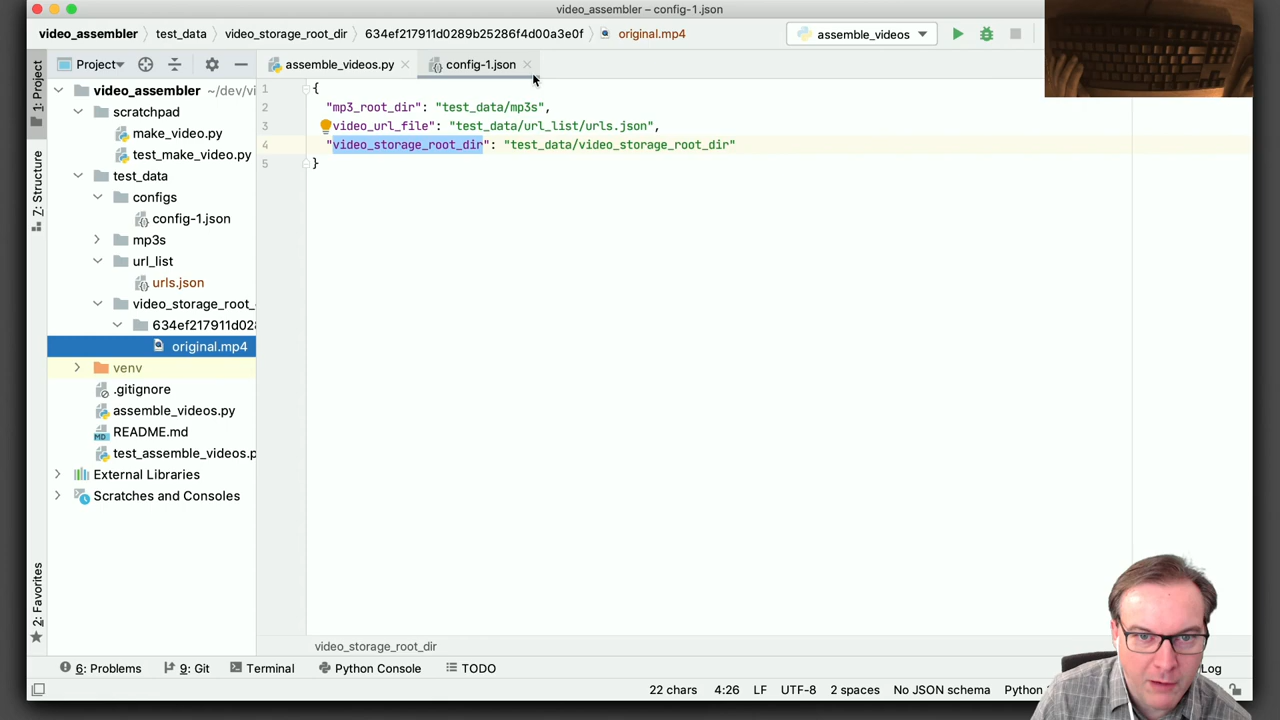 video_assembler – config-1.json
video_assembler
test_data
video_storage_root_dir
634ef217911d0289b25286f4d00a3e0f
original.mp4
assemble_videos
1: Project
Z: Structure
2: Favorites
Project
assemble_videos.py
config-1.json
video_assembler ~/dev/vi
scratchpad
make_video.py
test_make_video.py
test_data
configs
config-1.json
mp3s
url_list
urls.json
video_storage_root_
634ef217911d028
original.mp4
venv
.gitignore
assemble_videos.py
README.md
test_assemble_videos.p
External Libraries
Scratches and Consoles
1 {
2 "mp3_root_dir": "test_data/mp3s",
3 video_url_file": "test_data/url_list/urls.json",
4 "video_storage_root_dir": "test_data/video_storage_root_dir"
5 }
video_storage_root_dir
6: Problems
9: Git
Terminal
Python Console
TODO
Log
22 chars
4:26
LF
UTF-8
2 spaces
No JSON schema
Python